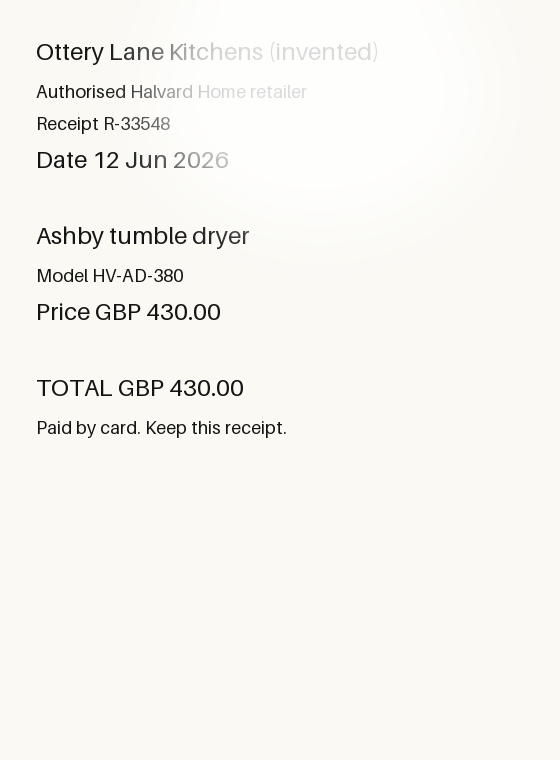 Ottery Lane Kitchens (invented)
Authorised Halvard Home retailer
Receipt R-33548
Date 12 Jun 2026
Ashby tumble dryer
Model HV-AD-380
Price GBP 430.00
TOTAL GBP 430.00
Paid by card. Keep this receipt.